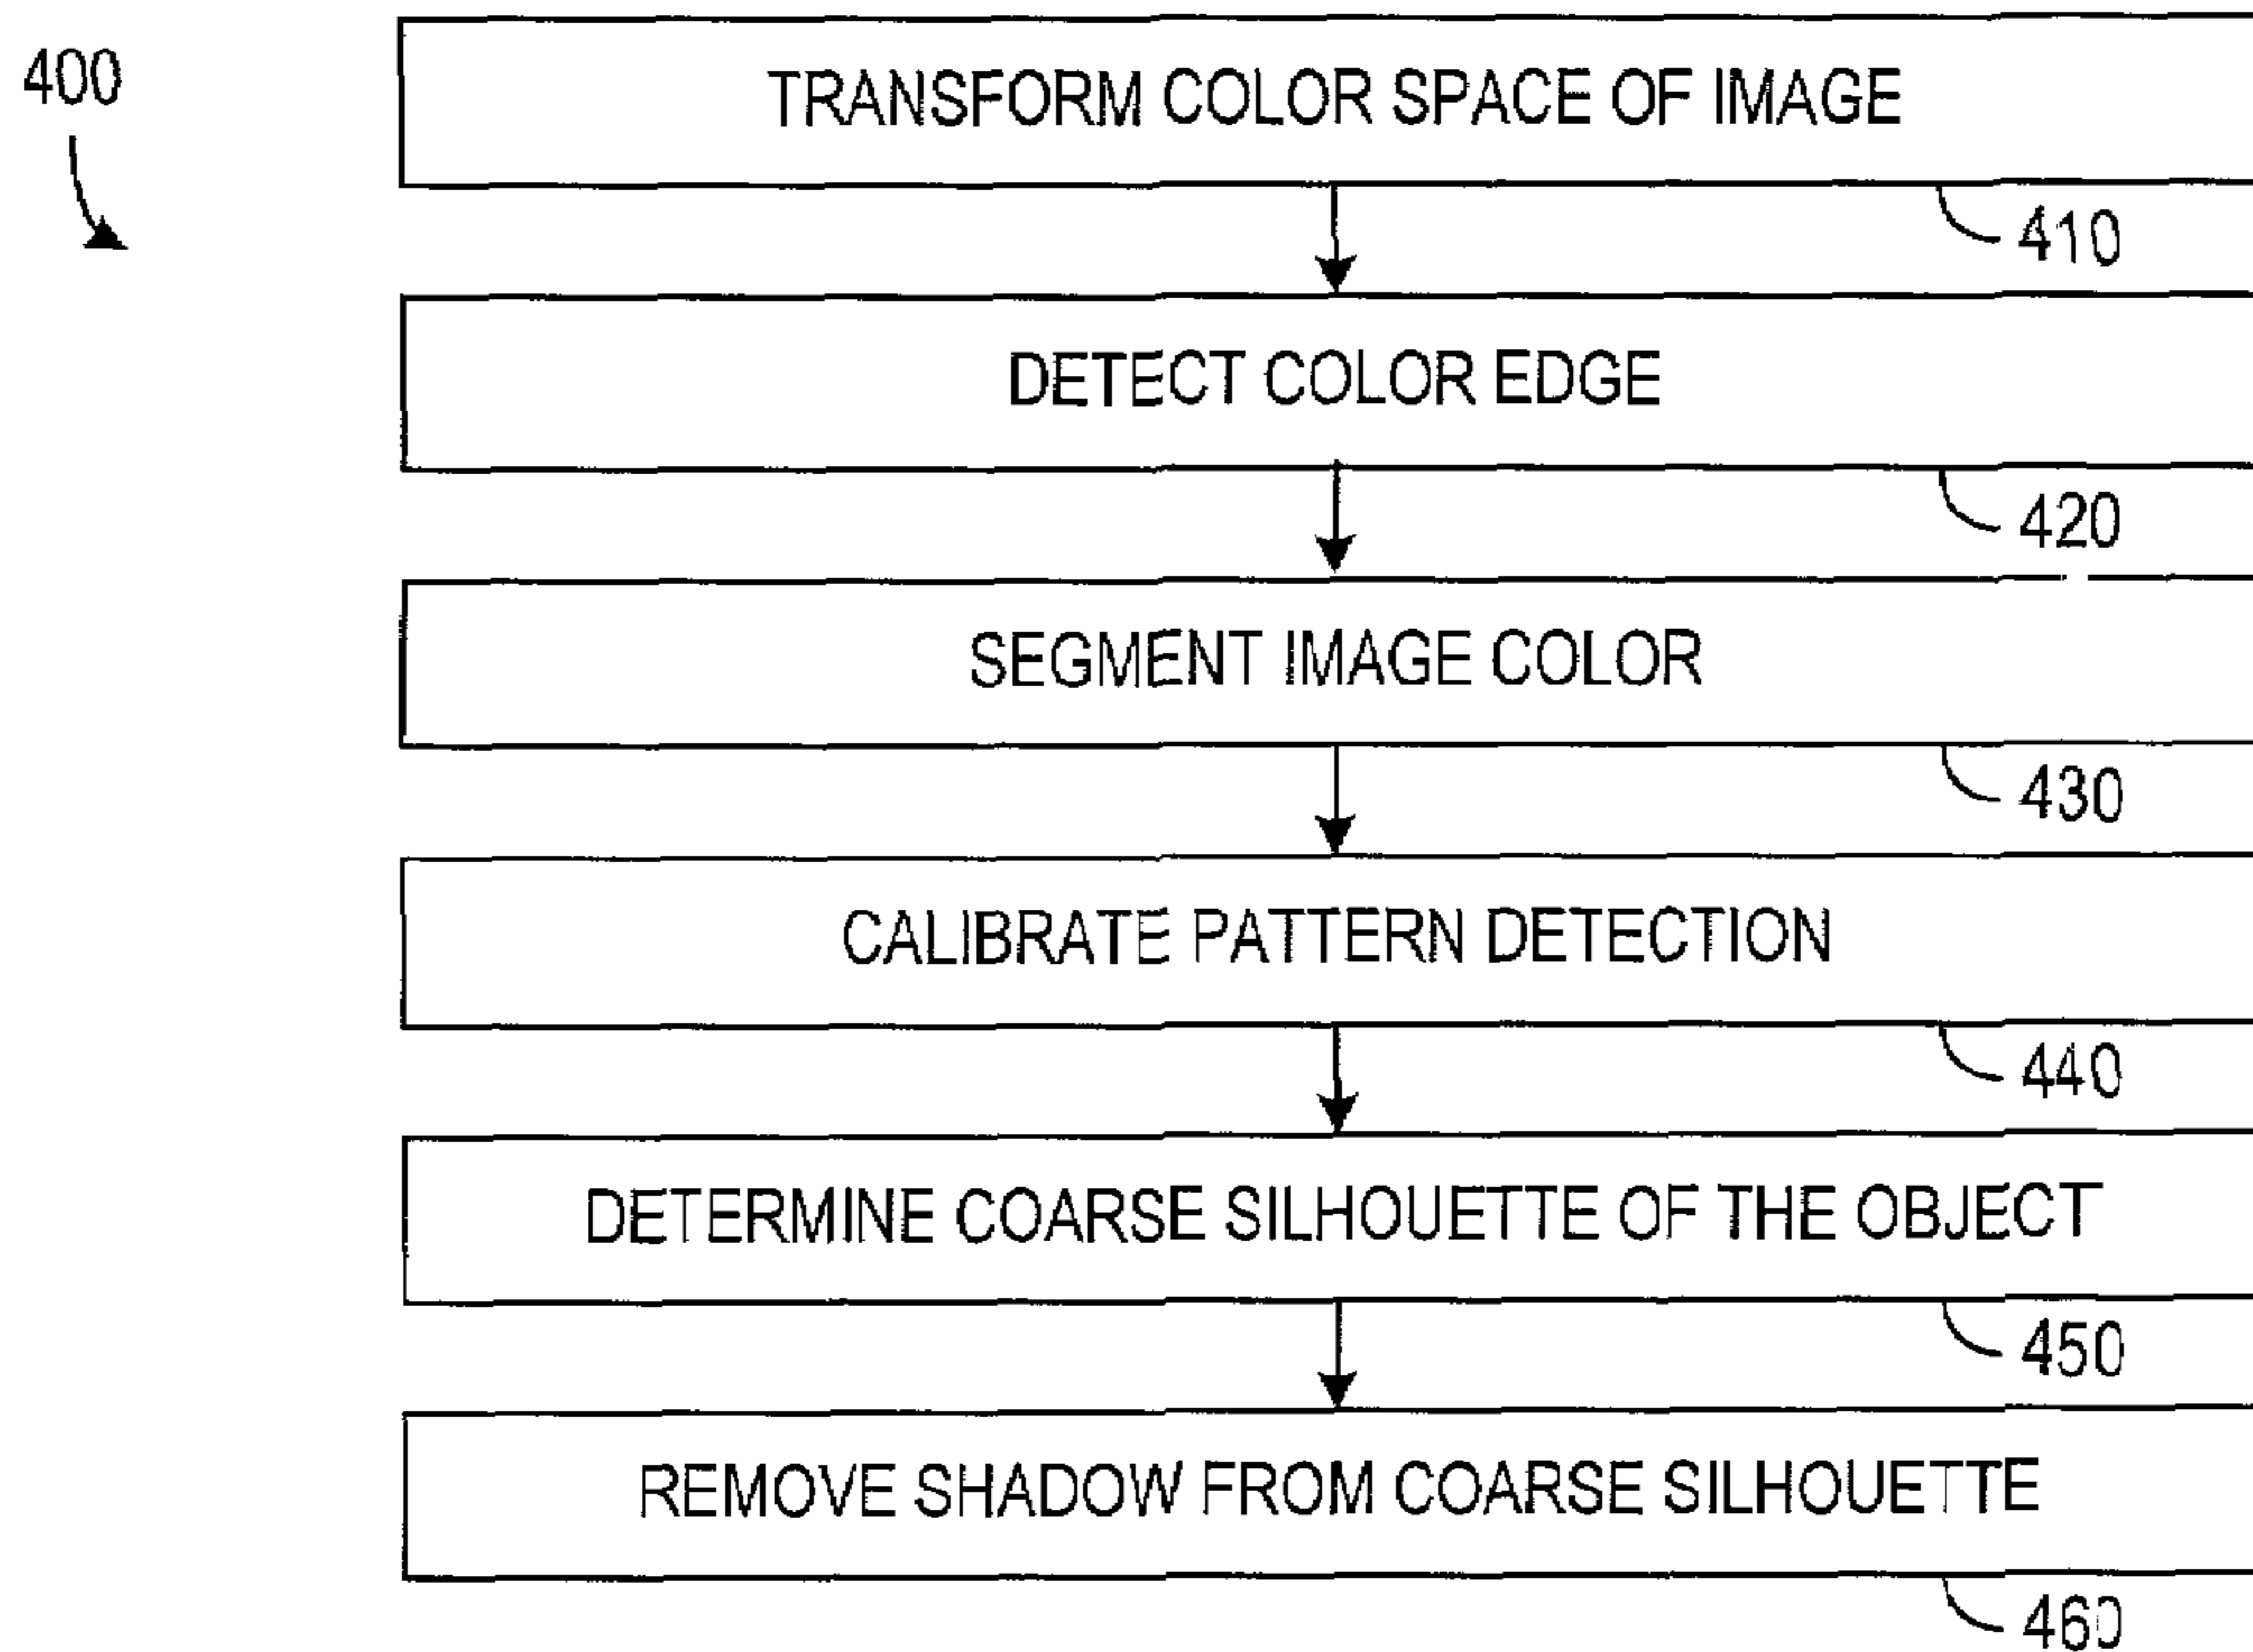 400
TRANSFORM COLOR SPACE OF IMAGE
410
DETECT COLOR EDGE
420
SEGMENT IMAGE COLOR
430
CALIBRATE PATTERN DETECTION
440
DETERMINE COARSE SILHOUETTE OF THE OBJECT
450
REMOVE SHADOW FROM COARSE SILHOUETTE
460